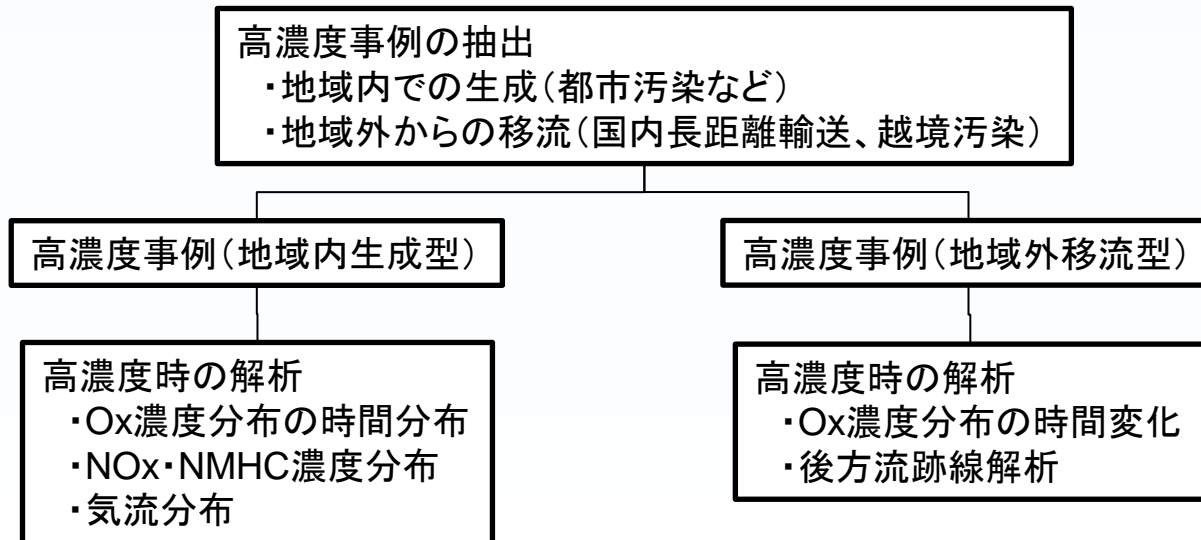 高濃度事例の抽出
・地域内での生成（都市汚染など）
・地域外からの移流（国内長距離輸送、越境汚染）
高濃度事例（地域内生成型）
高濃度事例（地域外移流型）
高濃度時の解析
・Ox濃度分布の時間分布
・NOx・NMHC濃度分布
・気流分布
高濃度時の解析
・Ox濃度分布の時間変化
・後方流跡線解析